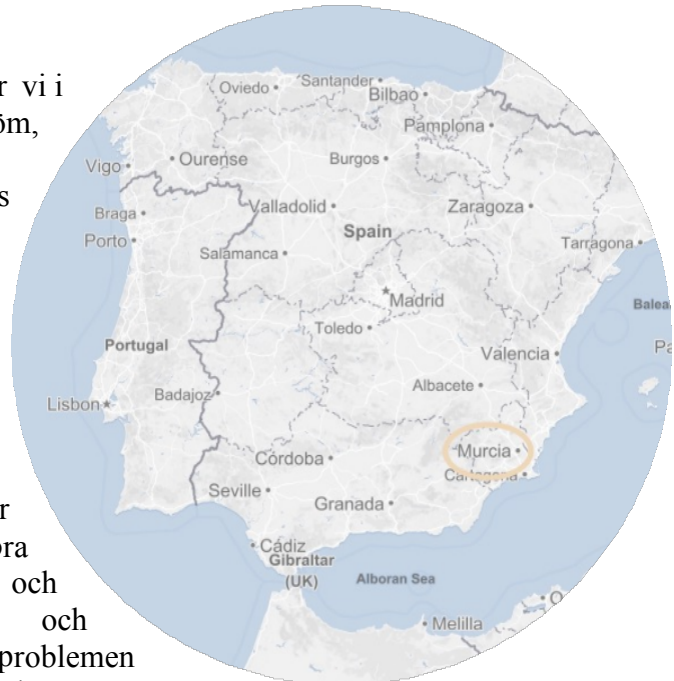 r vi i
Oviedo
Santander
Bilbao
öm,
Pamplona
Vigo
Ourense
Burgos
s
Braga
Valladolid
Zaragoza
Porto
Spain
Tarragona
Salamanca
Madrid
Balea
Toledo
Portugal
Valencia
Pa
Badajoz
Albacete
Lisbon
Murcia
Córdoba
Cartagena
Seville
Granada
r
Cádiz
ora
Gibraltar
(UK)
Alboran Sea
och
O
och
Melilla
problemen